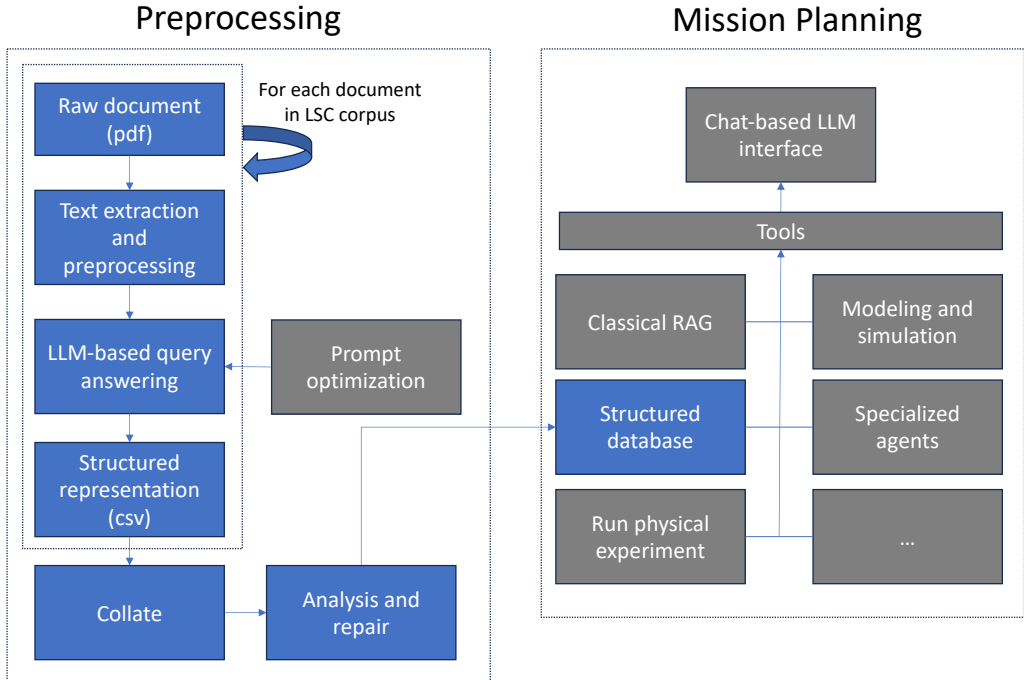 Preprocessing
Raw document
(pdf)
For each document
in LSC corpus
Text extraction
and
preprocessing
LLM-based query
answering
Prompt
optimization
Structured
representation
(csv)
Collate
Analysis and
repair
Mission Planning
Chat-based LLM
interface
Tools
Classical RAG
Modeling and
simulation
Structured
database
Specialized
agents
Run physical
experiment
...